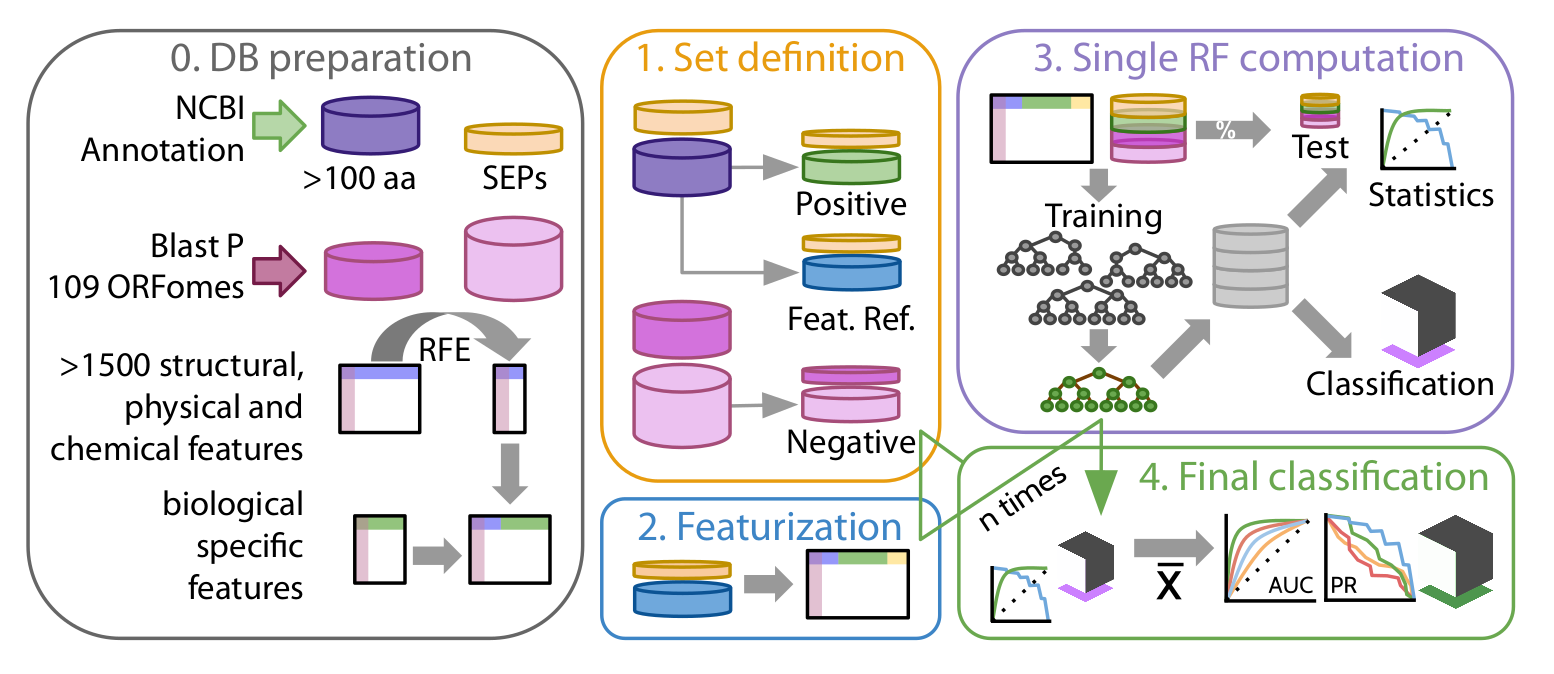 0. DB preparation
NCBI
Annotation
>100 aa
SEPs
Blast P
109 ORFomes
RFE
>1500 structural,
physical and
chemical features
biological
specific
features
1. Set definition
Positive
Feat. Ref.
Negative
2. Featurization
3. Single RF computation
%
Test
Statistics
Training
Classification
4. Final classification
n times
X
AUC
PR